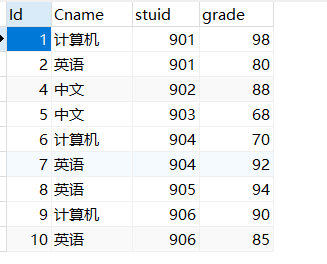 Id Cname stuid grade
1 计算机 901 98
2 英语 901 80
4 中文 902 88
5 中文 903 68
6 计算机 904 70
7 英语 904 92
8 英语 905 94
9 计算机 906 90
10 英语 906 85